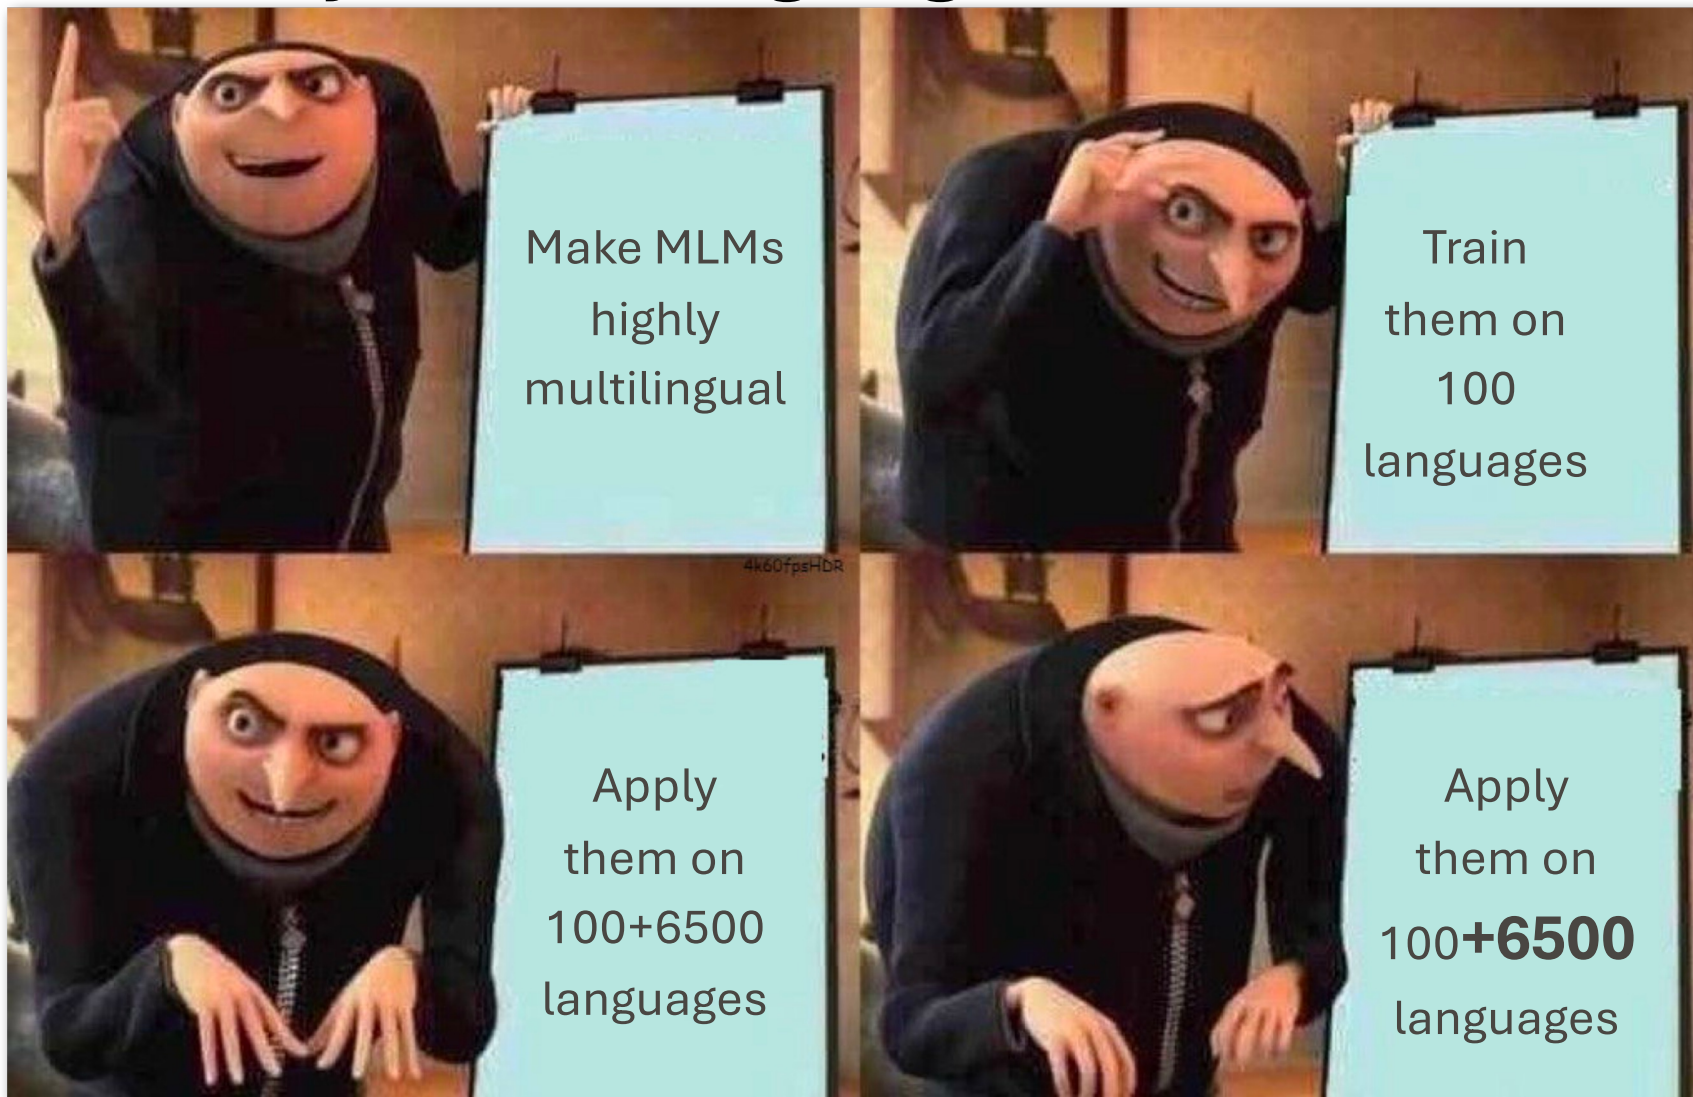 Make MLMs
highly
multilingual
Train
them on
100
languages
4k60fpsHDR
Apply
them on
100+6500
languages
Apply
them on
100+6500
languages